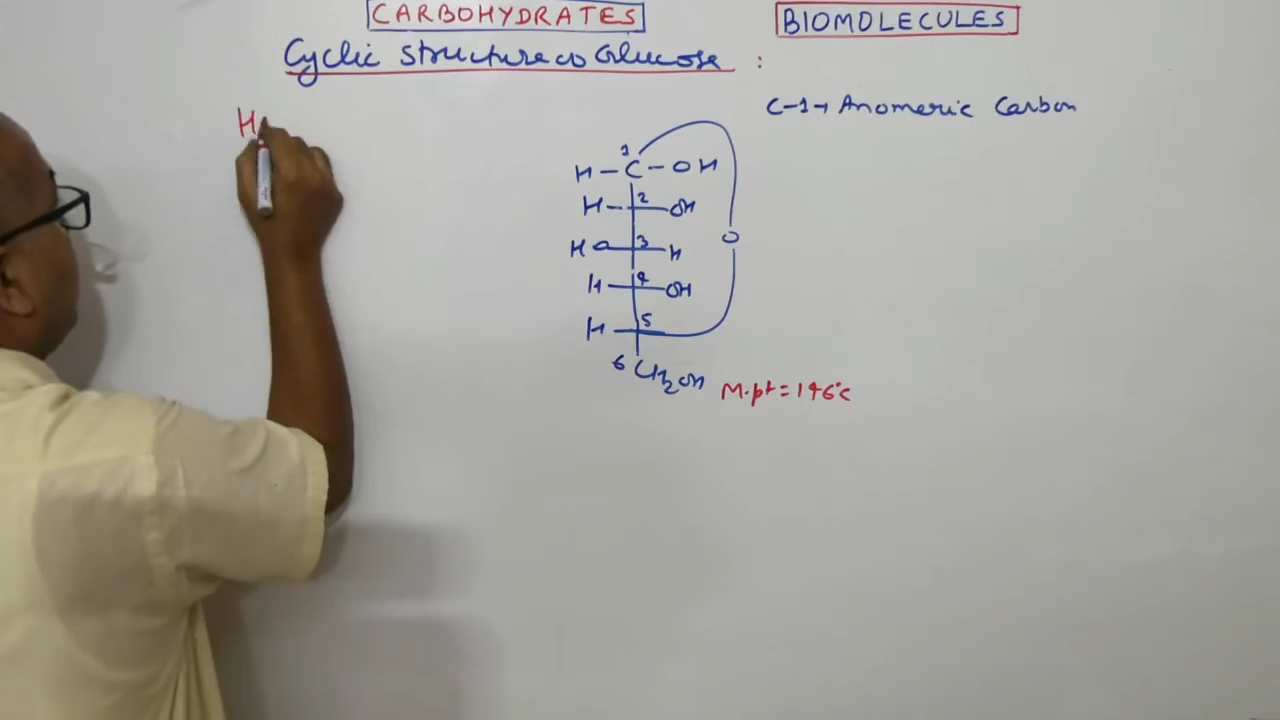 CARBOHYDRATES
BIOMOLECULES
Cyclic structure of Glucose :
C-1→ Anomeric Carbon
H
1
H - C - OH
H 2 OH
HO 3 H
O
H 4 OH
H 5
6 CH2OH
M.pt = 146°C